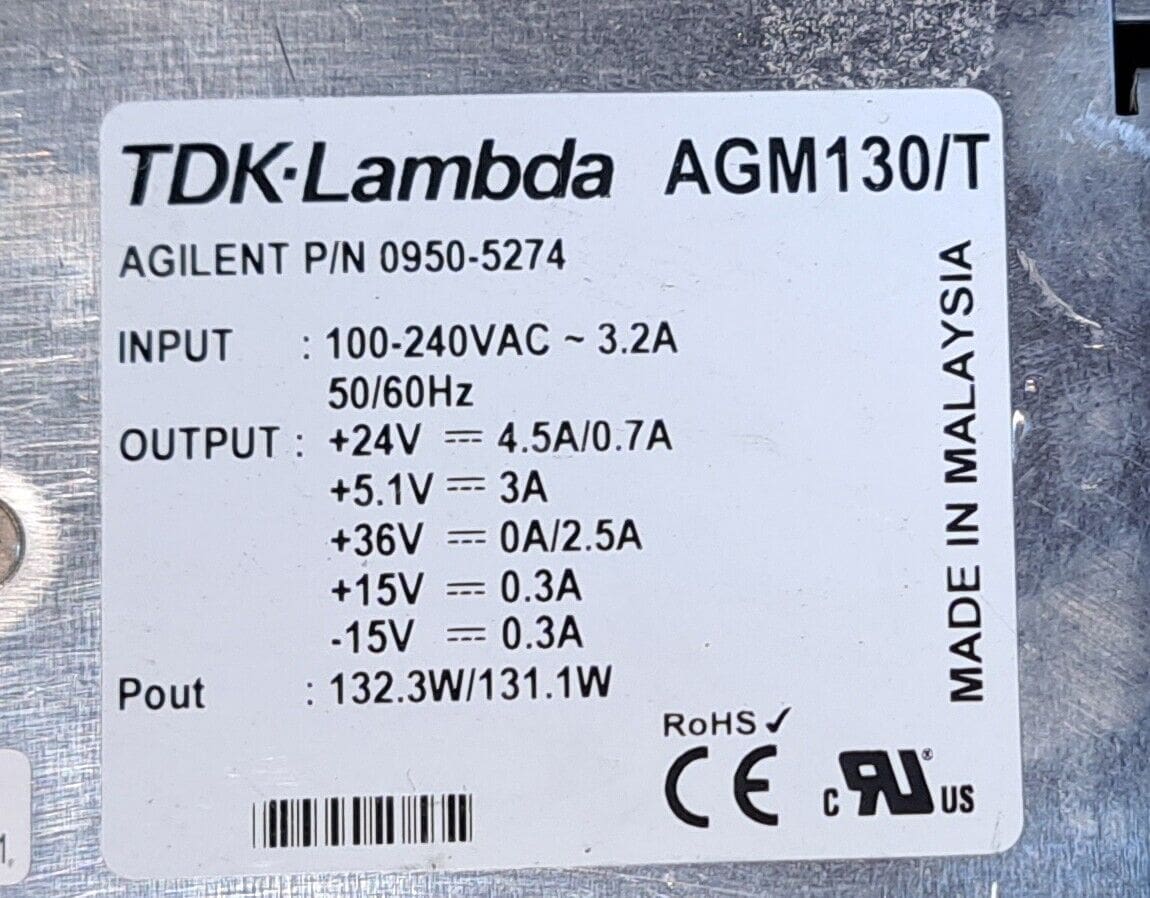 TDK·Lambda AGM130/T
AGILENT P/N 0950-5274
INPUT : 100-240VAC ~ 3.2A
50/60Hz
OUTPUT : +24V ⎓ 4.5A/0.7A
+5.1V ⎓ 3A
+36V ⎓ 0A/2.5A
+15V ⎓ 0.3A
-15V ⎓ 0.3A
Pout : 132.3W/131.1W
MADE IN MALAYSIA
RoHS ✓
CE c RU® US
1,